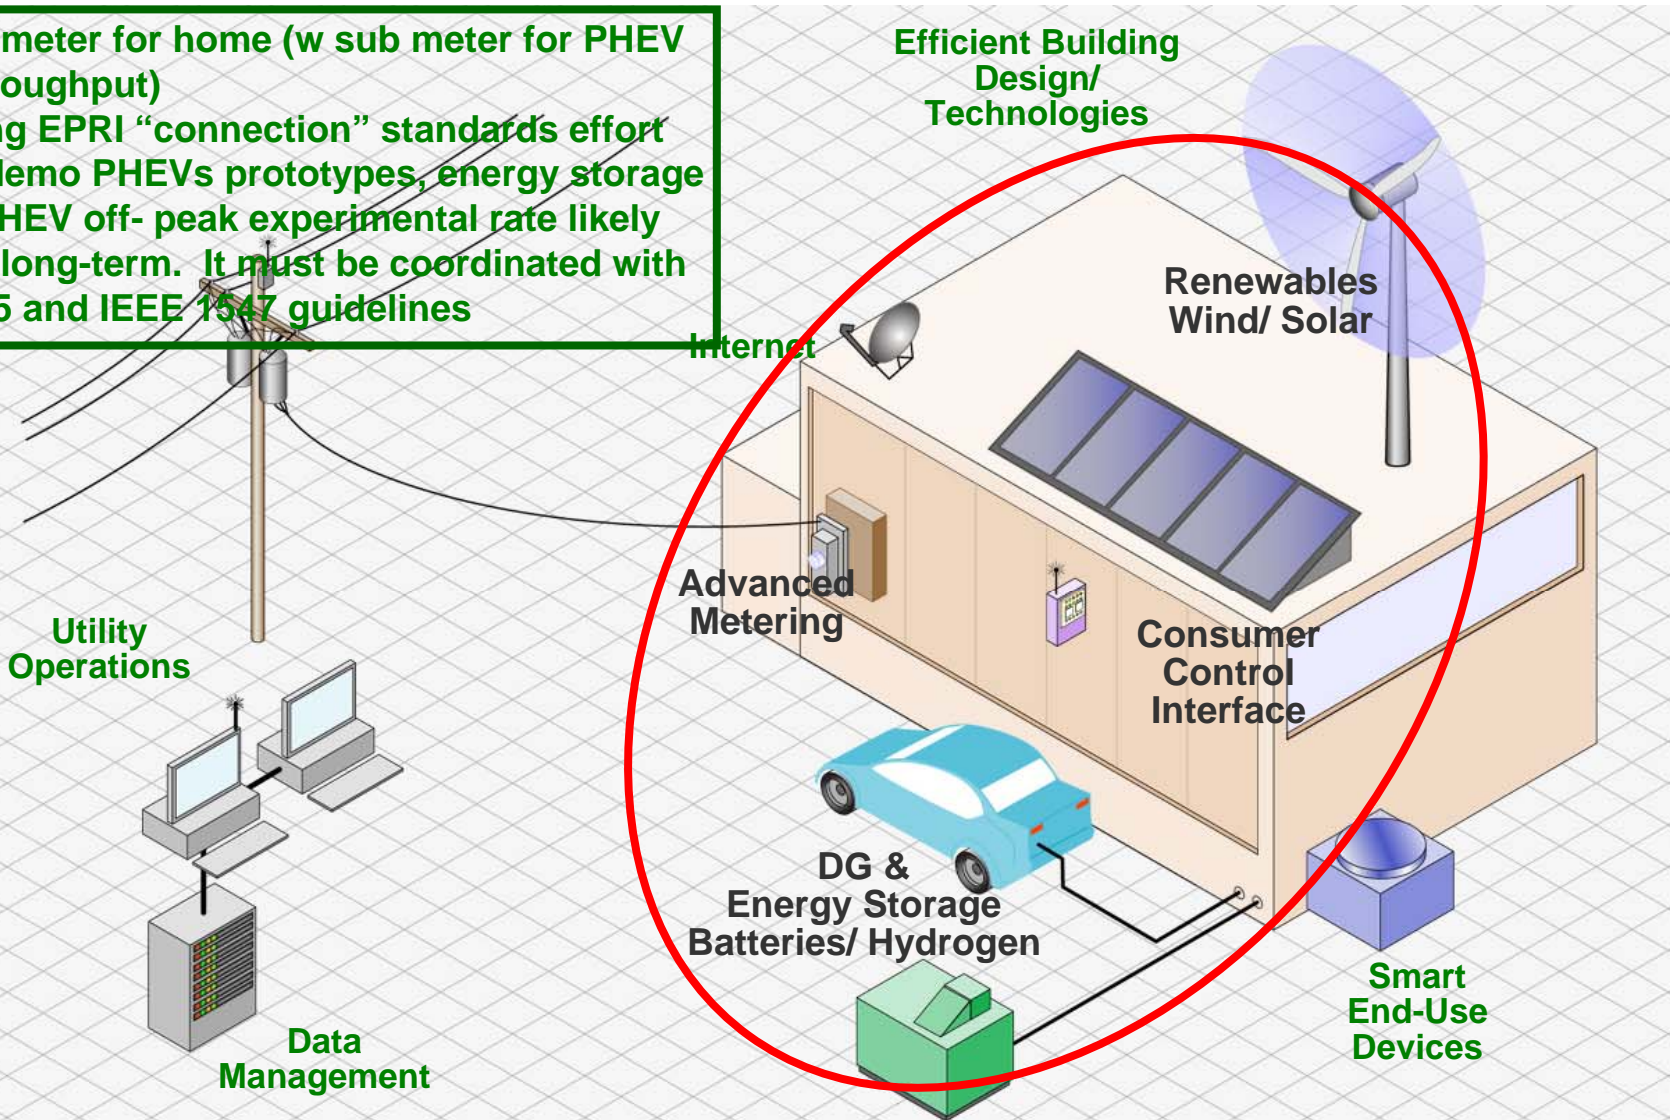 meter for home (w sub meter for PHEV
oughput)
ng EPRI “connection” standards effort
demo PHEVs prototypes, energy storage
HEV off- peak experimental rate likely
long-term. It must be coordinated with
5 and IEEE 1547 guidelines
Efficient Building
Design/
Technologies
Renewables
Wind/ Solar
Internet
Advanced
Metering
Consumer
Control
Interface
Utility
Operations
DG &
Energy Storage
Batteries/ Hydrogen
Smart
End-Use
Devices
Data
Management